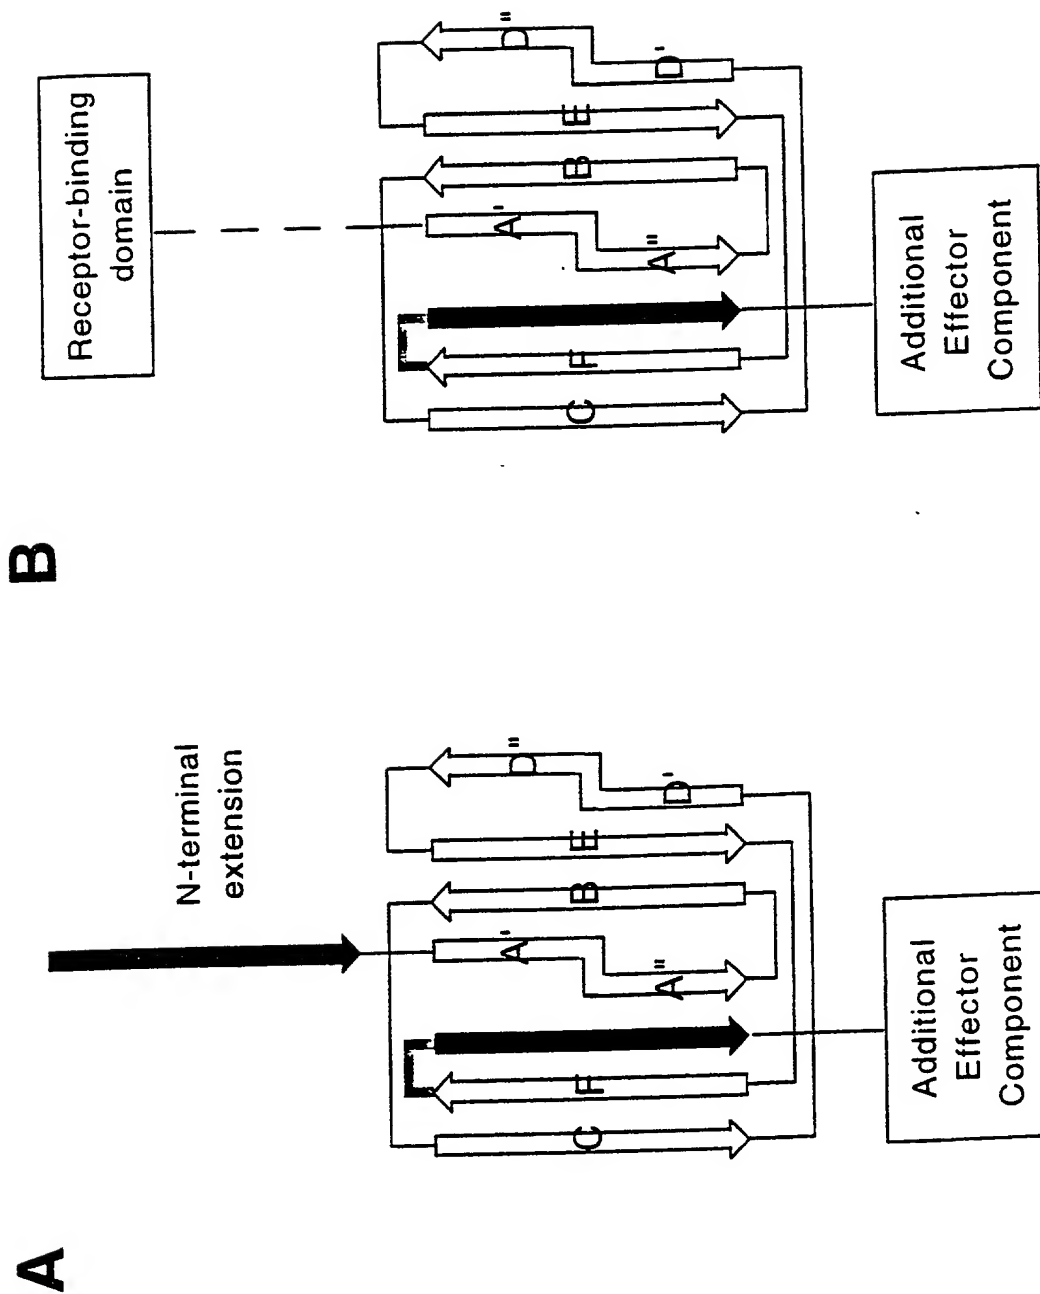 A
N-terminal
extension
A'
D"
C
F
B
E
A"
D'
Additional
Effector
Component
B
Receptor-binding
domain
A'
D"
C
F
B
E
A"
D'
Additional
Effector
Component